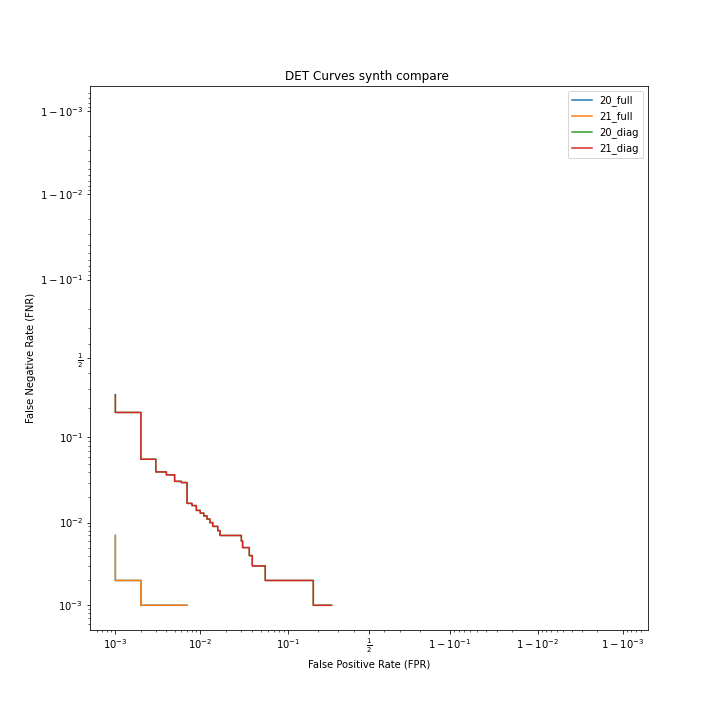 DET Curves synth compare
20_full
21_full
20_diag
21_diag
False Negative Rate (FNR)
1 − 10⁻³
1 − 10⁻²
1 − 10⁻¹
½
10⁻¹
10⁻²
10⁻³
10⁻³ 10⁻² 10⁻¹ ½ 1 − 10⁻¹ 1 − 10⁻² 1 − 10⁻³
False Positive Rate (FPR)